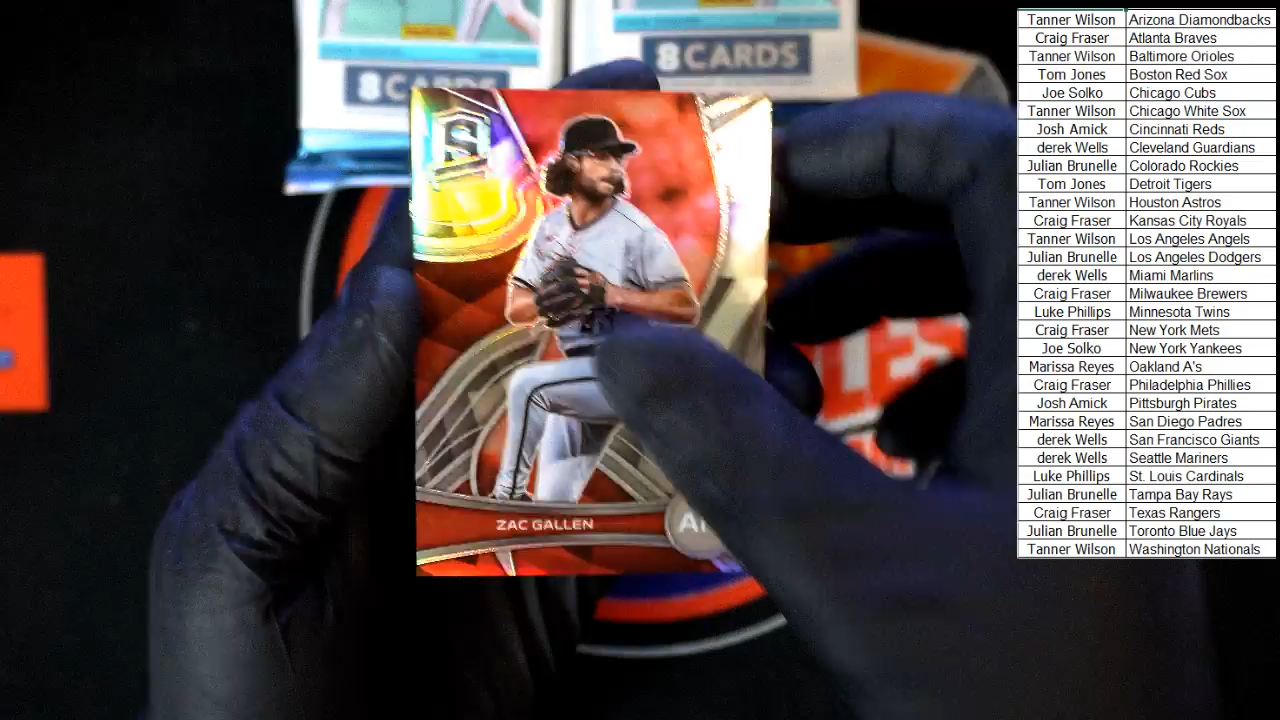 8 CARDS
8 CARDS
S
ZAC GALLEN
Tanner Wilson Arizona Diamondbacks
Craig Fraser Atlanta Braves
Tanner Wilson Baltimore Orioles
Tom Jones Boston Red Sox
Joe Solko Chicago Cubs
Tanner Wilson Chicago White Sox
Josh Amick Cincinnati Reds
derek Wells Cleveland Guardians
Julian Brunelle Colorado Rockies
Tom Jones Detroit Tigers
Tanner Wilson Houston Astros
Craig Fraser Kansas City Royals
Tanner Wilson Los Angeles Angels
Julian Brunelle Los Angeles Dodgers
derek Wells Miami Marlins
Craig Fraser Milwaukee Brewers
Luke Phillips Minnesota Twins
Craig Fraser New York Mets
Joe Solko New York Yankees
Marissa Reyes Oakland A's
Craig Fraser Philadelphia Phillies
Josh Amick Pittsburgh Pirates
Marissa Reyes San Diego Padres
derek Wells San Francisco Giants
derek Wells Seattle Mariners
Luke Phillips St. Louis Cardinals
Julian Brunelle Tampa Bay Rays
Craig Fraser Texas Rangers
Julian Brunelle Toronto Blue Jays
Tanner Wilson Washington Nationals